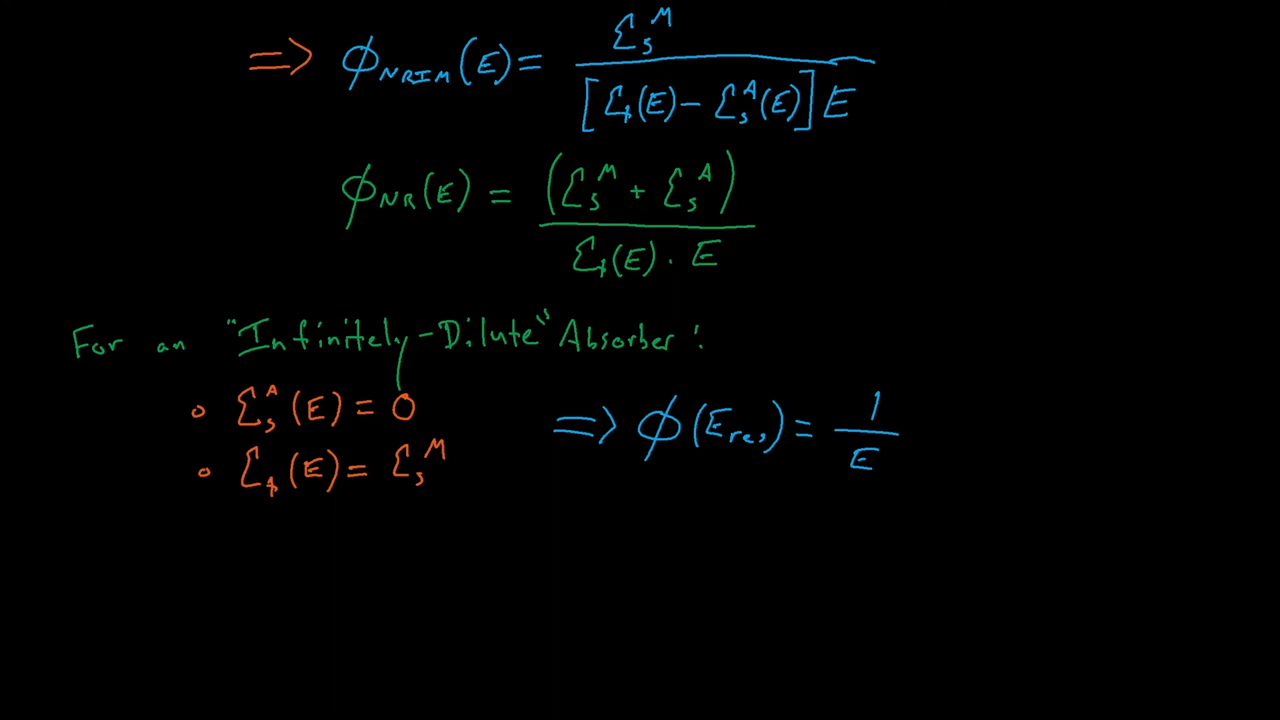 => ϕ_NRIM(E) = Σ_s^M / [Σ_t(E) - Σ_s^A(E)] E
ϕ_NR(E) = (Σ_s^M + Σ_s^A) / Σ_t(E) · E
For an "Infinitely-Dilute" Absorber:
∘ Σ_s^A(E) = 0 => ϕ(E_res) = 1 / E
∘ Σ_t(E) = Σ_s^M